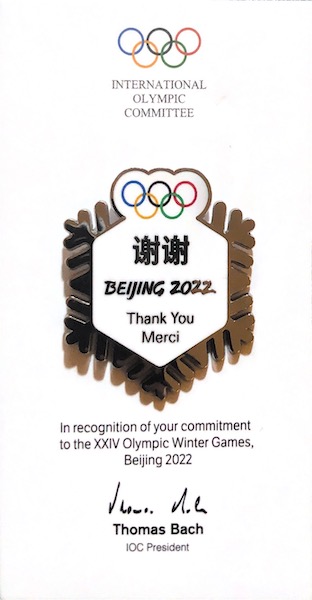 INTERNATIONAL
OLYMPIC
COMMITTEE
谢谢
BEIJING 2022
Thank You
Merci
In recognition of your commitment
to the XXIV Olympic Winter Games,
Beijing 2022
Thomas Bach
IOC President